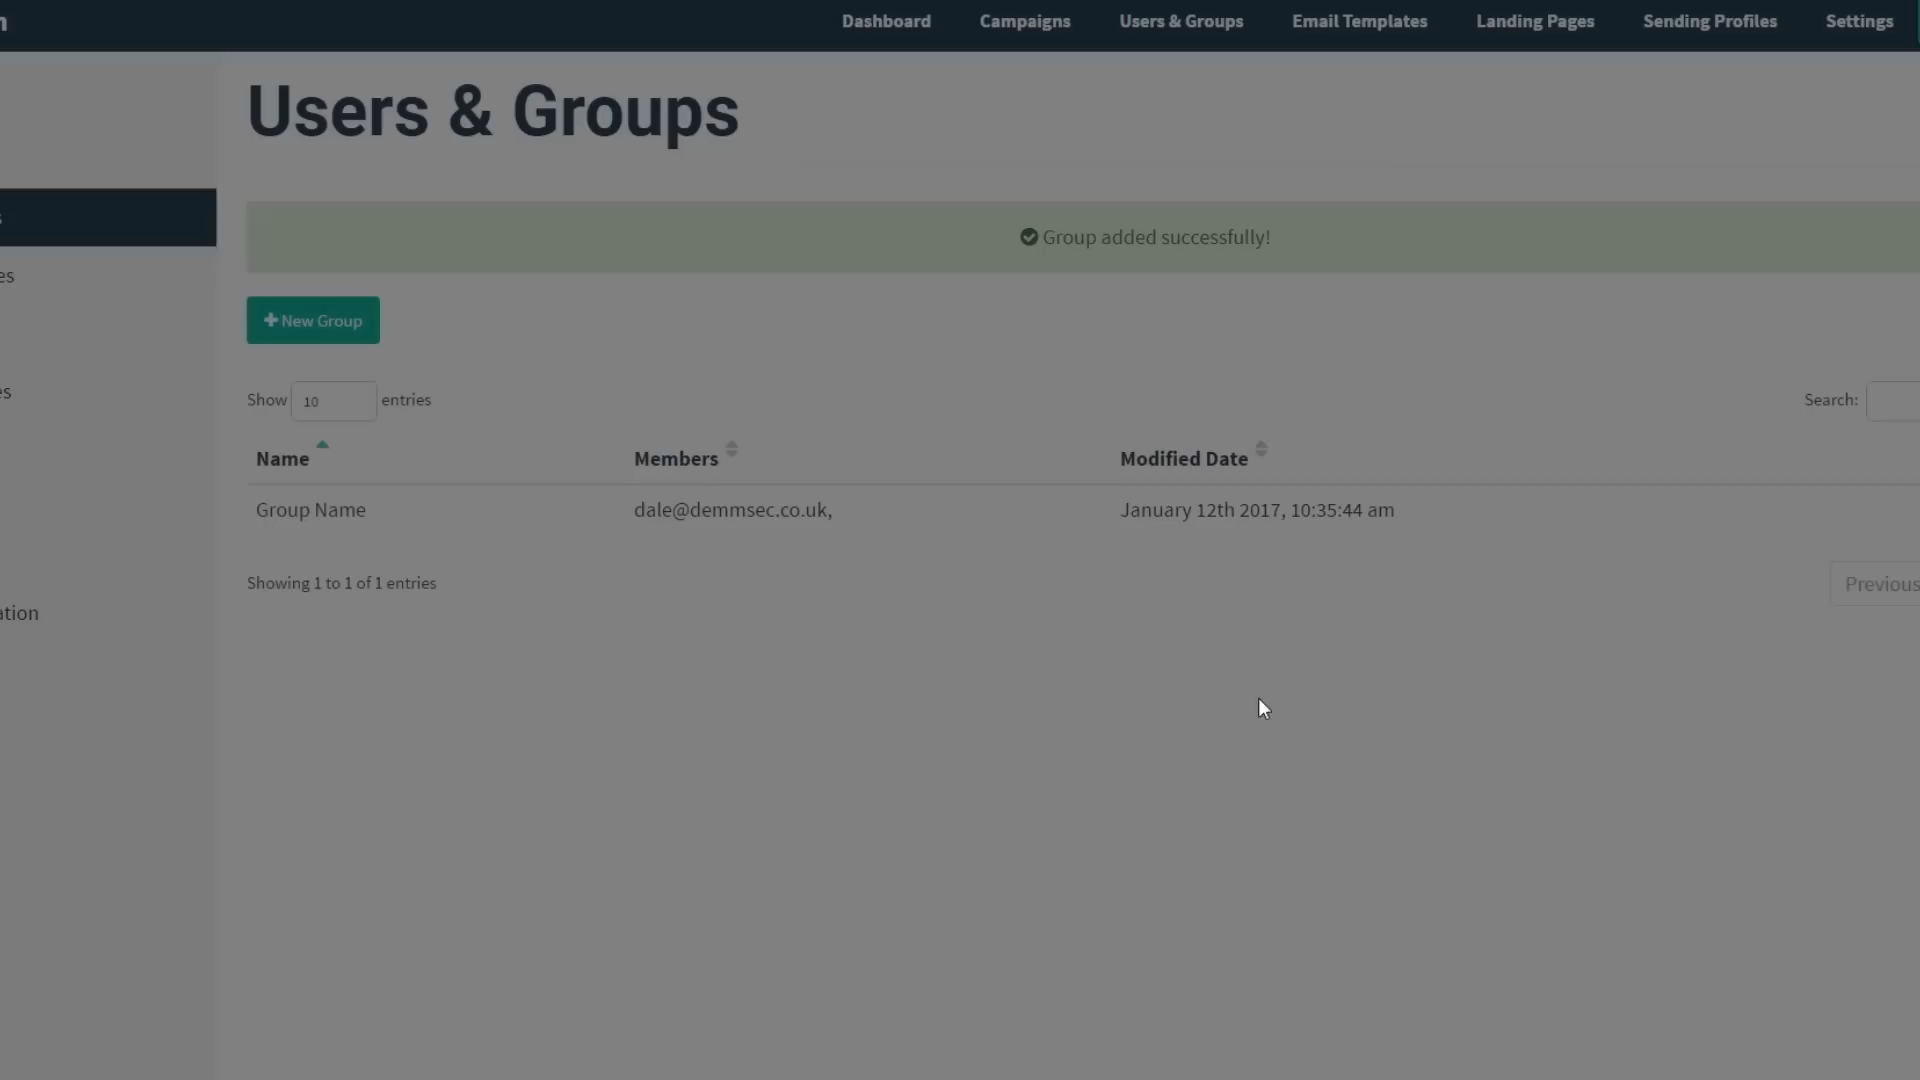 Dashboard Campaigns Users & Groups Email Templates Landing Pages Sending Profiles Settings
Users & Groups
Group added successfully!
New Group
Show 10 entries
Search:
Name Members Modified Date
Group Name dale@demmsec.co.uk, January 12th 2017, 10:35:44 am
Showing 1 to 1 of 1 entries
Previous